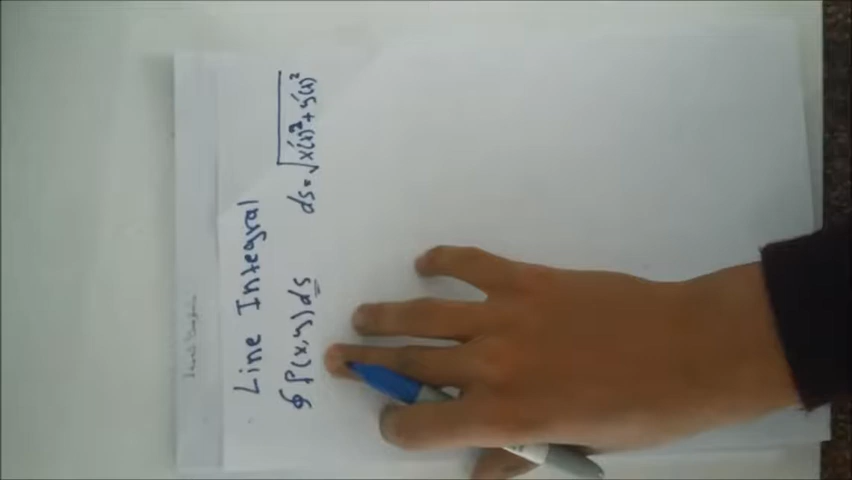 Line Integral
∮ P(x,y) ds ds = √x'(t)² + y'(t)²